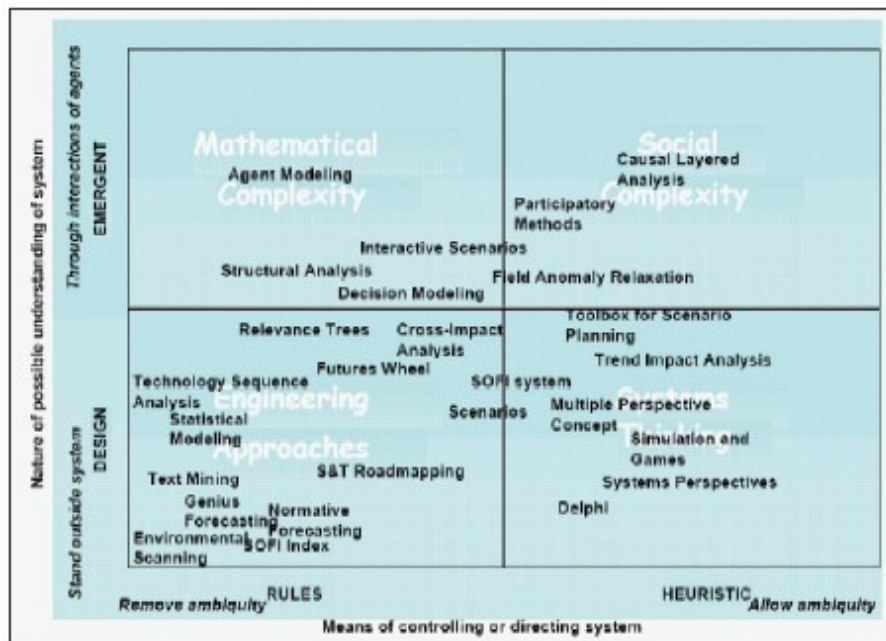 Nature of possible understanding of system
Through interactions of agents
EMERGENT
Stand outside system
DESIGN
Mathematical
Complexity
Agent Modeling
Interactive Scenarios
Structural Analysis
Decision Modeling
Social
Complexity
Causal Layered
Analysis
Participatory
Methods
Field Anomaly Relaxation
Engineering
Approaches
Relevance Trees
Cross-Impact
Analysis
Futures Wheel
Technology Sequence
Analysis
Statistical
Modeling
S&T Roadmapping
Text Mining
Genius
Forecasting
Normative
Forecasting
Environmental
Scanning
SOFI Index
Systems
Thinking
Toolbox for Scenario
Planning
Trend Impact Analysis
SOFI system
Scenarios
Multiple Perspective
Concept
Simulation and
Games
Systems Perspectives
Delphi
RULES
Remove ambiquity
HEURISTIC
Allow ambiquity
Means of controlling or directing system